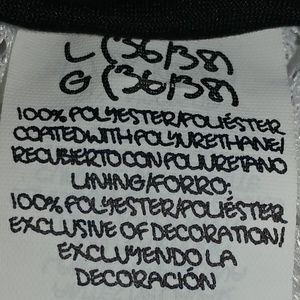 L (36/38)
G (36/38)
100% POLYESTER/POLIÉSTER
COATED WITH POLYURETHANE/
RECUBIERTO CON POLIURETANO
LINING/FORRO:
100% POLYESTER/POLIÉSTER
EXCLUSIVE OF DECORATION/
EXCLUYENDO LA
DECORACIÓN